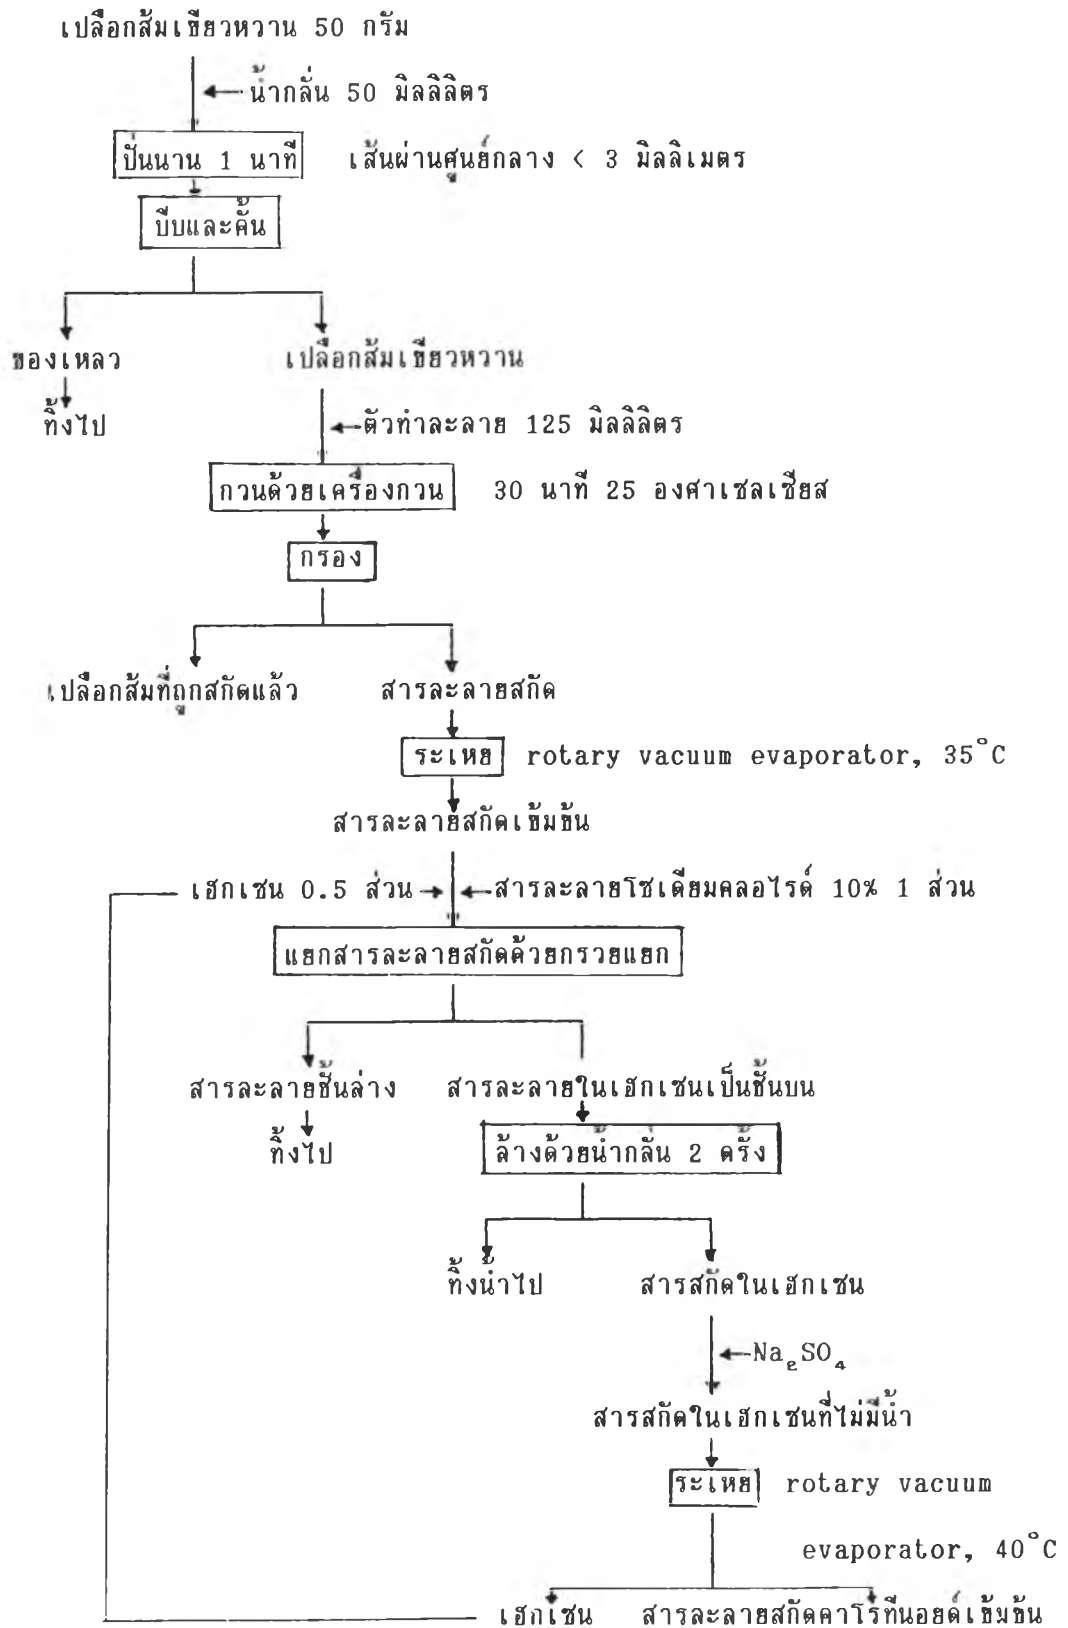 เปลือกส้มเขียวหวาน 50 กรัม
น้ำกลั่น 50 มิลลิลิตร
ปั่นนาน 1 นาที เส้นผ่านศูนย์กลาง < 3 มิลลิเมตร
บีบและคั้น
ของเหลว เปลือกส้มเขียวหวาน
ทิ้งไป ตัวทำละลาย 125 มิลลิลิตร
กวนด้วยเครื่องกวน 30 นาที 25 องศาเซลเซียส
กรอง
เปลือกส้มที่ถูกสกัดแล้ว สารละลายสกัด
ระเหย rotary vacuum evaporator, 35°C
สารละลายสกัดเข้มข้น
เฮกเซน 0.5 ส่วน สารละลายโซเดียมคลอไรด์ 10% 1 ส่วน
แยกสารละลายสกัดด้วยกรวยแยก
สารละลายชั้นล่าง สารละลายในเฮกเซนเป็นชั้นบน
ทิ้งไป ล้างด้วยน้ำกลั่น 2 ครั้ง
ทิ้งน้ำไป สารสกัดในเฮกเซน
Na₂SO₄
สารสกัดในเฮกเซนที่ไม่มีน้ำ
ระเหย rotary vacuum
evaporator, 40°C
เฮกเซน สารละลายสกัดคาโรทีนอยด์เข้มข้น